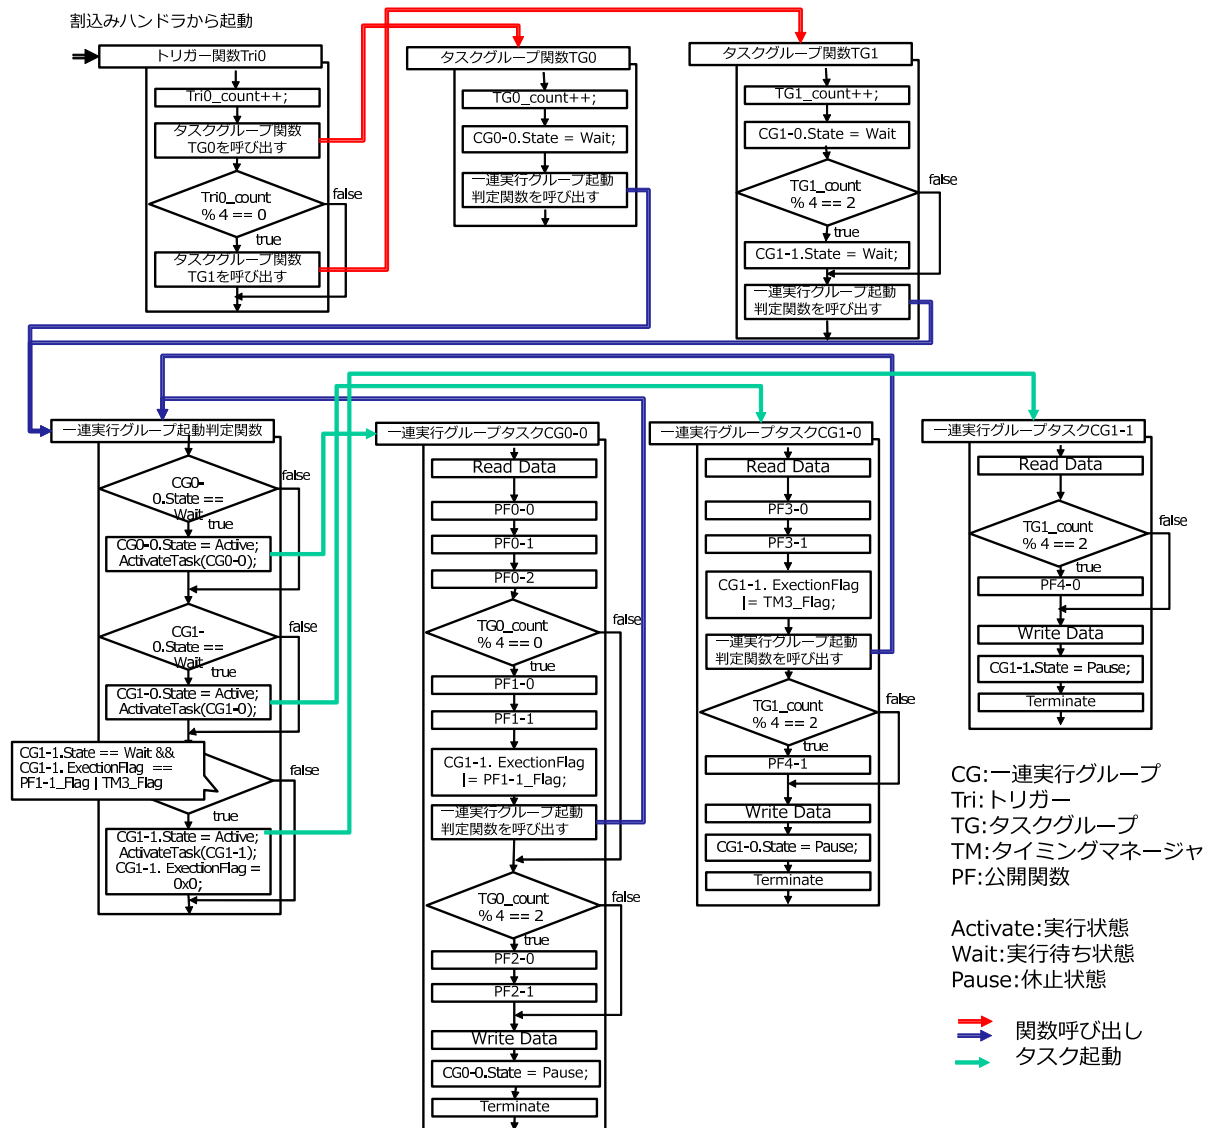 割込みハンドラから起動
トリガー関数Tri0
Tri0_count++;
タスクグループ関数
TG0を呼び出す
Tri0_count
% 4 == 0
false
true
タスクグループ関数
TG1を呼び出す
タスクグループ関数TG0
TG0_count++;
CG0-0.State = Wait;
一連実行グループ起動
判定関数を呼び出す
タスクグループ関数TG1
TG1_count++;
CG1-0.State = Wait
TG1_count
% 4 == 2
false
true
CG1-1.State = Wait;
一連実行グループ起動
判定関数を呼び出す
一連実行グループ起動判定関数
CG0-
0.State ==
Wait
false
true
CG0-0.State = Active;
ActivateTask(CG0-0);
CG1-
0.State ==
Wait
false
true
CG1-0.State = Active;
ActivateTask(CG1-0);
CG1-1.State == Wait &&
CG1-1. ExectionFlag ==
PF1-1_Flag | TM3_Flag
false
true
CG1-1.State = Active;
ActivateTask(CG1-1);
CG1-1. ExectionFlag =
0x0;
一連実行グループタスクCG0-0
Read Data
PF0-0
PF0-1
PF0-2
TG0_count
% 4 == 0
false
true
PF1-0
PF1-1
CG1-1. ExectionFlag
|= PF1-1_Flag;
一連実行グループ起動
判定関数を呼び出す
TG0_count
% 4 == 2
false
true
PF2-0
PF2-1
Write Data
CG0-0.State = Pause;
Terminate
一連実行グループタスクCG1-0
Read Data
PF3-0
PF3-1
CG1-1. ExectionFlag
|= TM3_Flag;
一連実行グループ起動
判定関数を呼び出す
TG1_count
% 4 == 2
false
true
PF4-1
Write Data
CG1-0.State = Pause;
Terminate
一連実行グループタスクCG1-1
Read Data
TG1_count
% 4 == 2
false
true
PF4-0
Write Data
CG1-1.State = Pause;
Terminate
CG:一連実行グループ
Tri:トリガー
TG:タスクグループ
TM:タイミングマネージャ
PF:公開関数
Activate:実行状態
Wait:実行待ち状態
Pause:休止状態
関数呼び出し
タスク起動